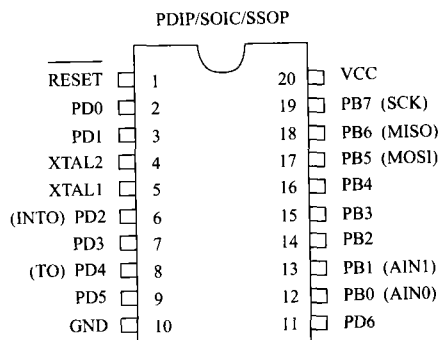 PDIP/SOIC/SSOP
RESET 1 20 VCC
PD0 2 19 PB7 (SCK)
PD1 3 18 PB6 (MISO)
XTAL2 4 17 PB5 (MOSI)
XTAL1 5 16 PB4
(INTO) PD2 6 15 PB3
PD3 7 14 PB2
(TO) PD4 8 13 PB1 (AIN1)
PD5 9 12 PB0 (AIN0)
GND 10 11 PD6